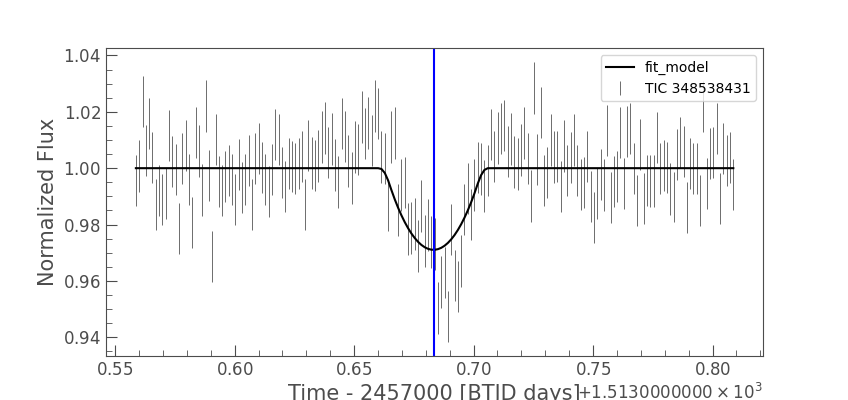 fit_model
TIC 348538431
Normalized Flux
1.04
1.02
1.00
0.98
0.96
0.94
0.55 0.60 0.65 0.70 0.75 0.80
Time - 2457000 [BTJD days]
+1.5130000000 × 10³